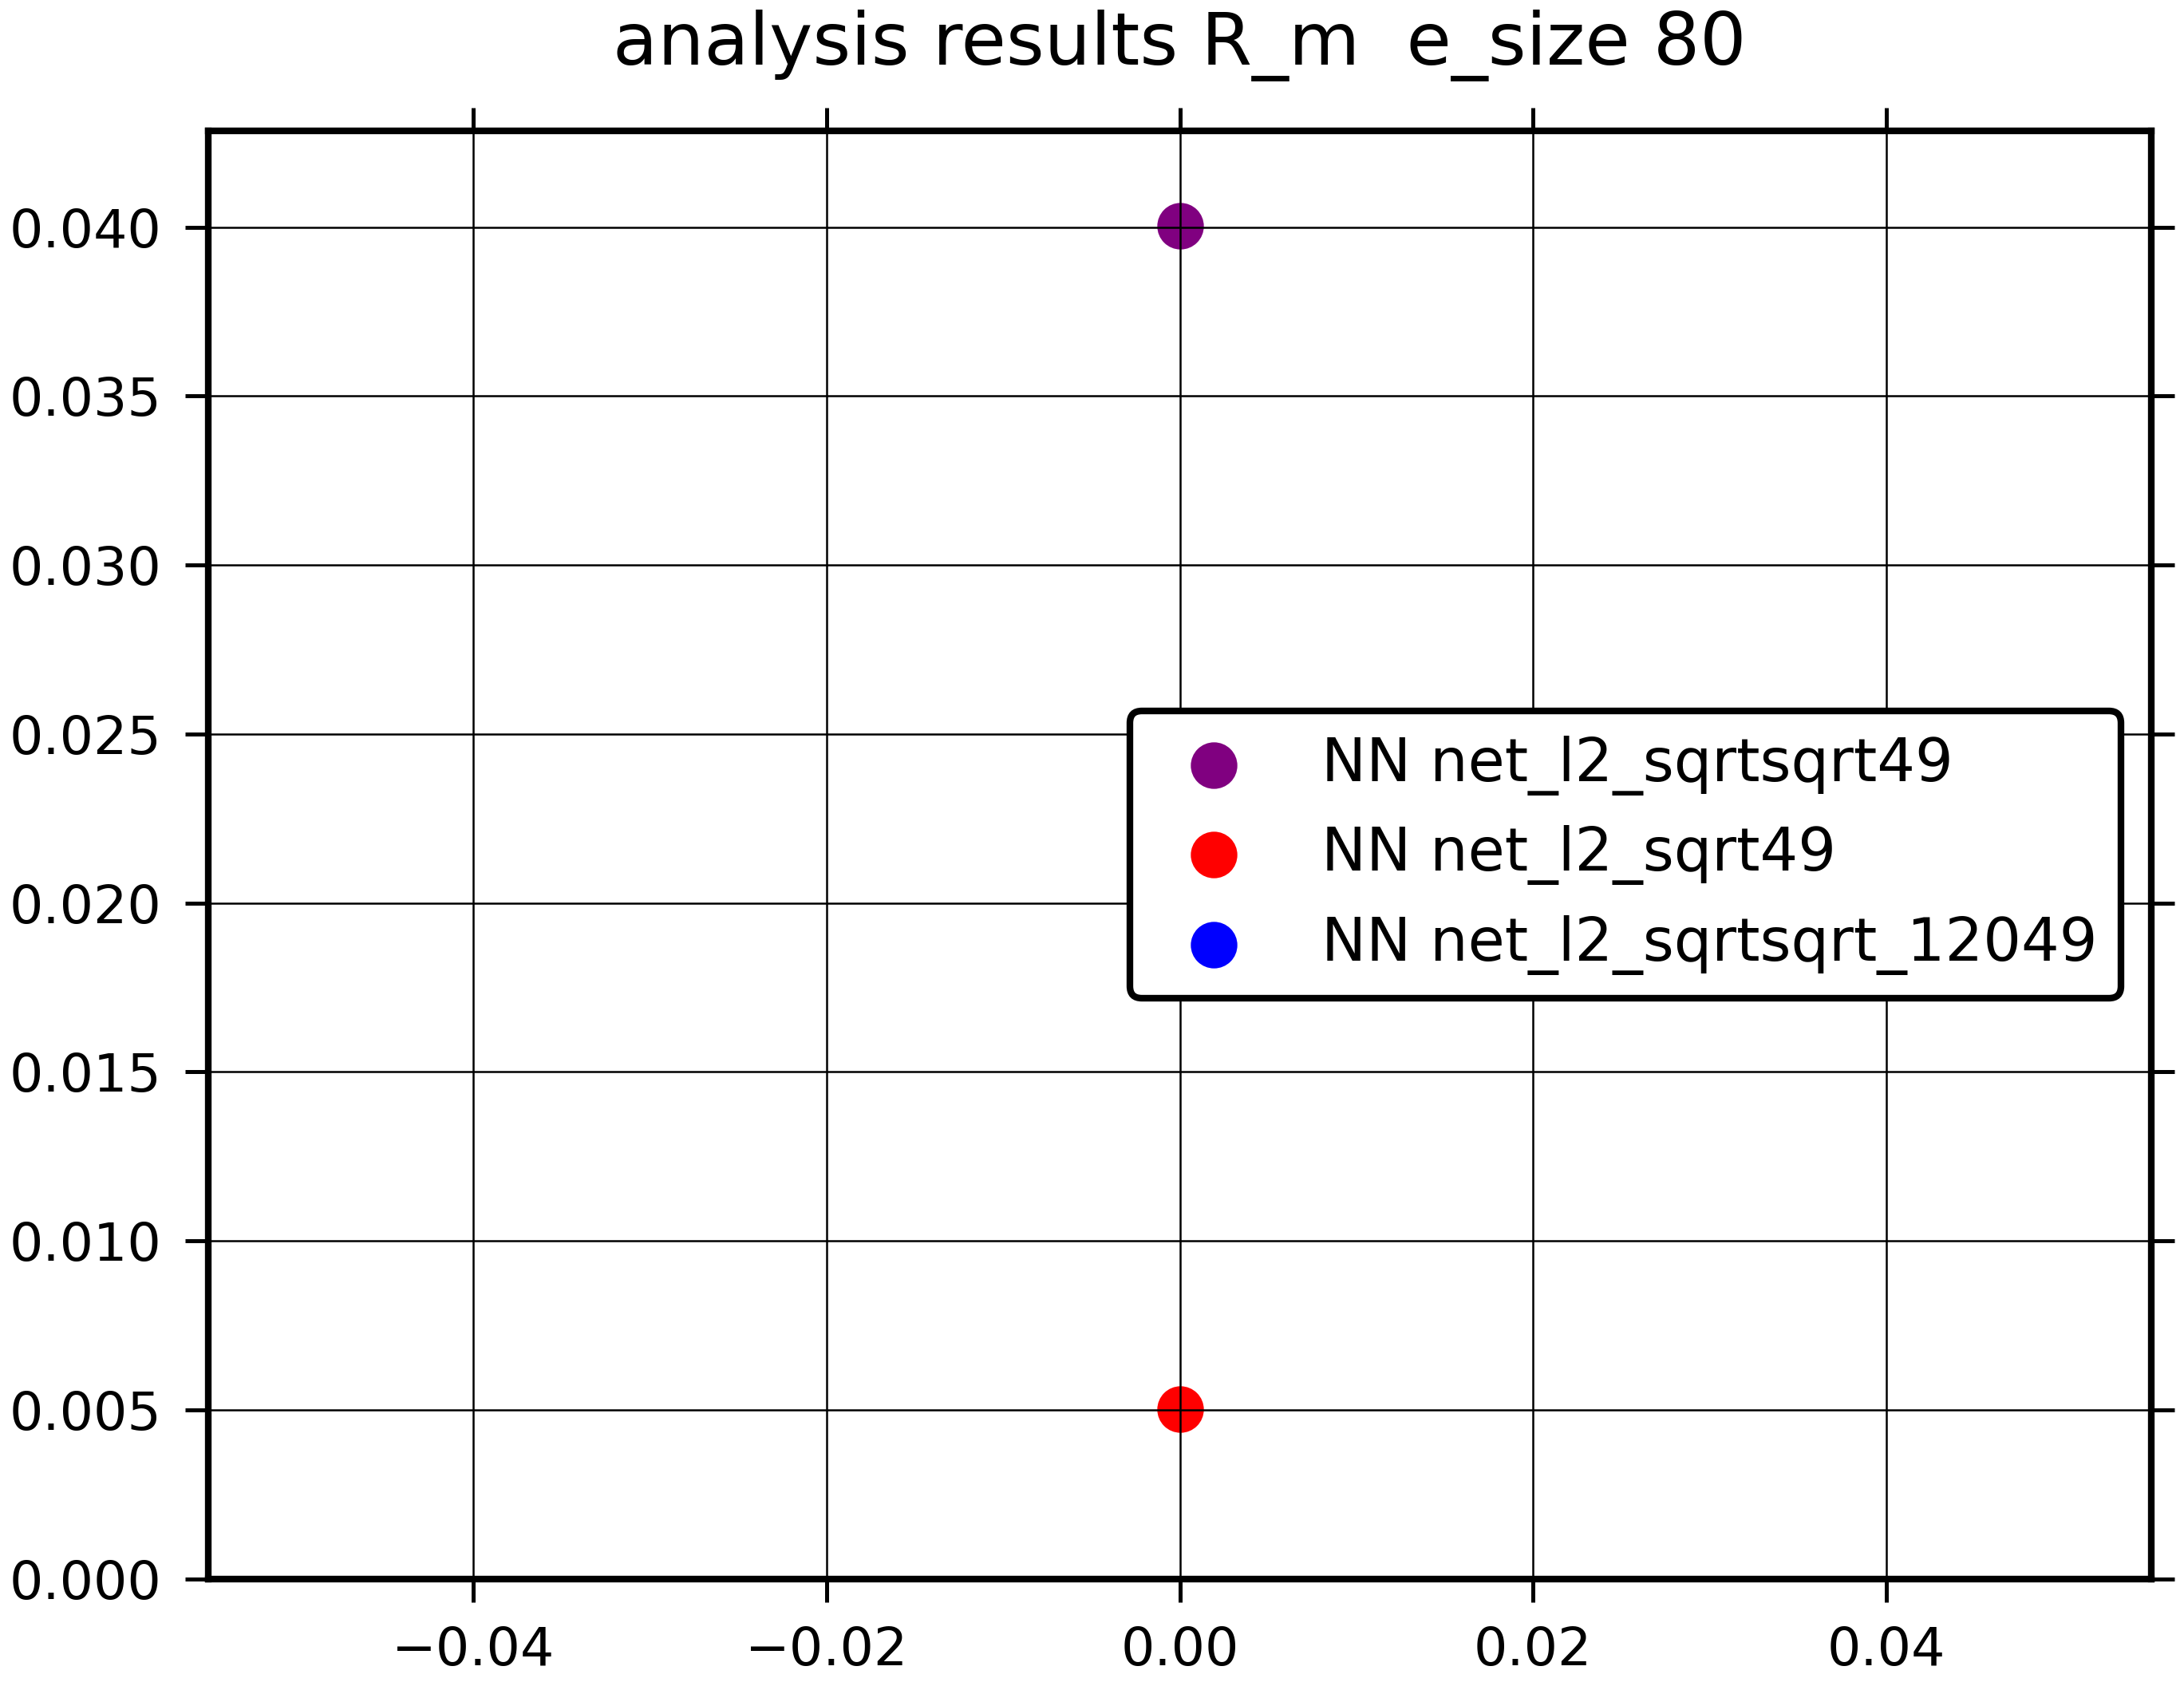 analysis results R_m  e_size 80
0.040
0.035
0.030
0.025
0.020
0.015
0.010
0.005
0.000
NN net_l2_sqrtsqrt49
NN net_l2_sqrt49
NN net_l2_sqrtsqrt_12049
−0.04 −0.02 0.00 0.02 0.04